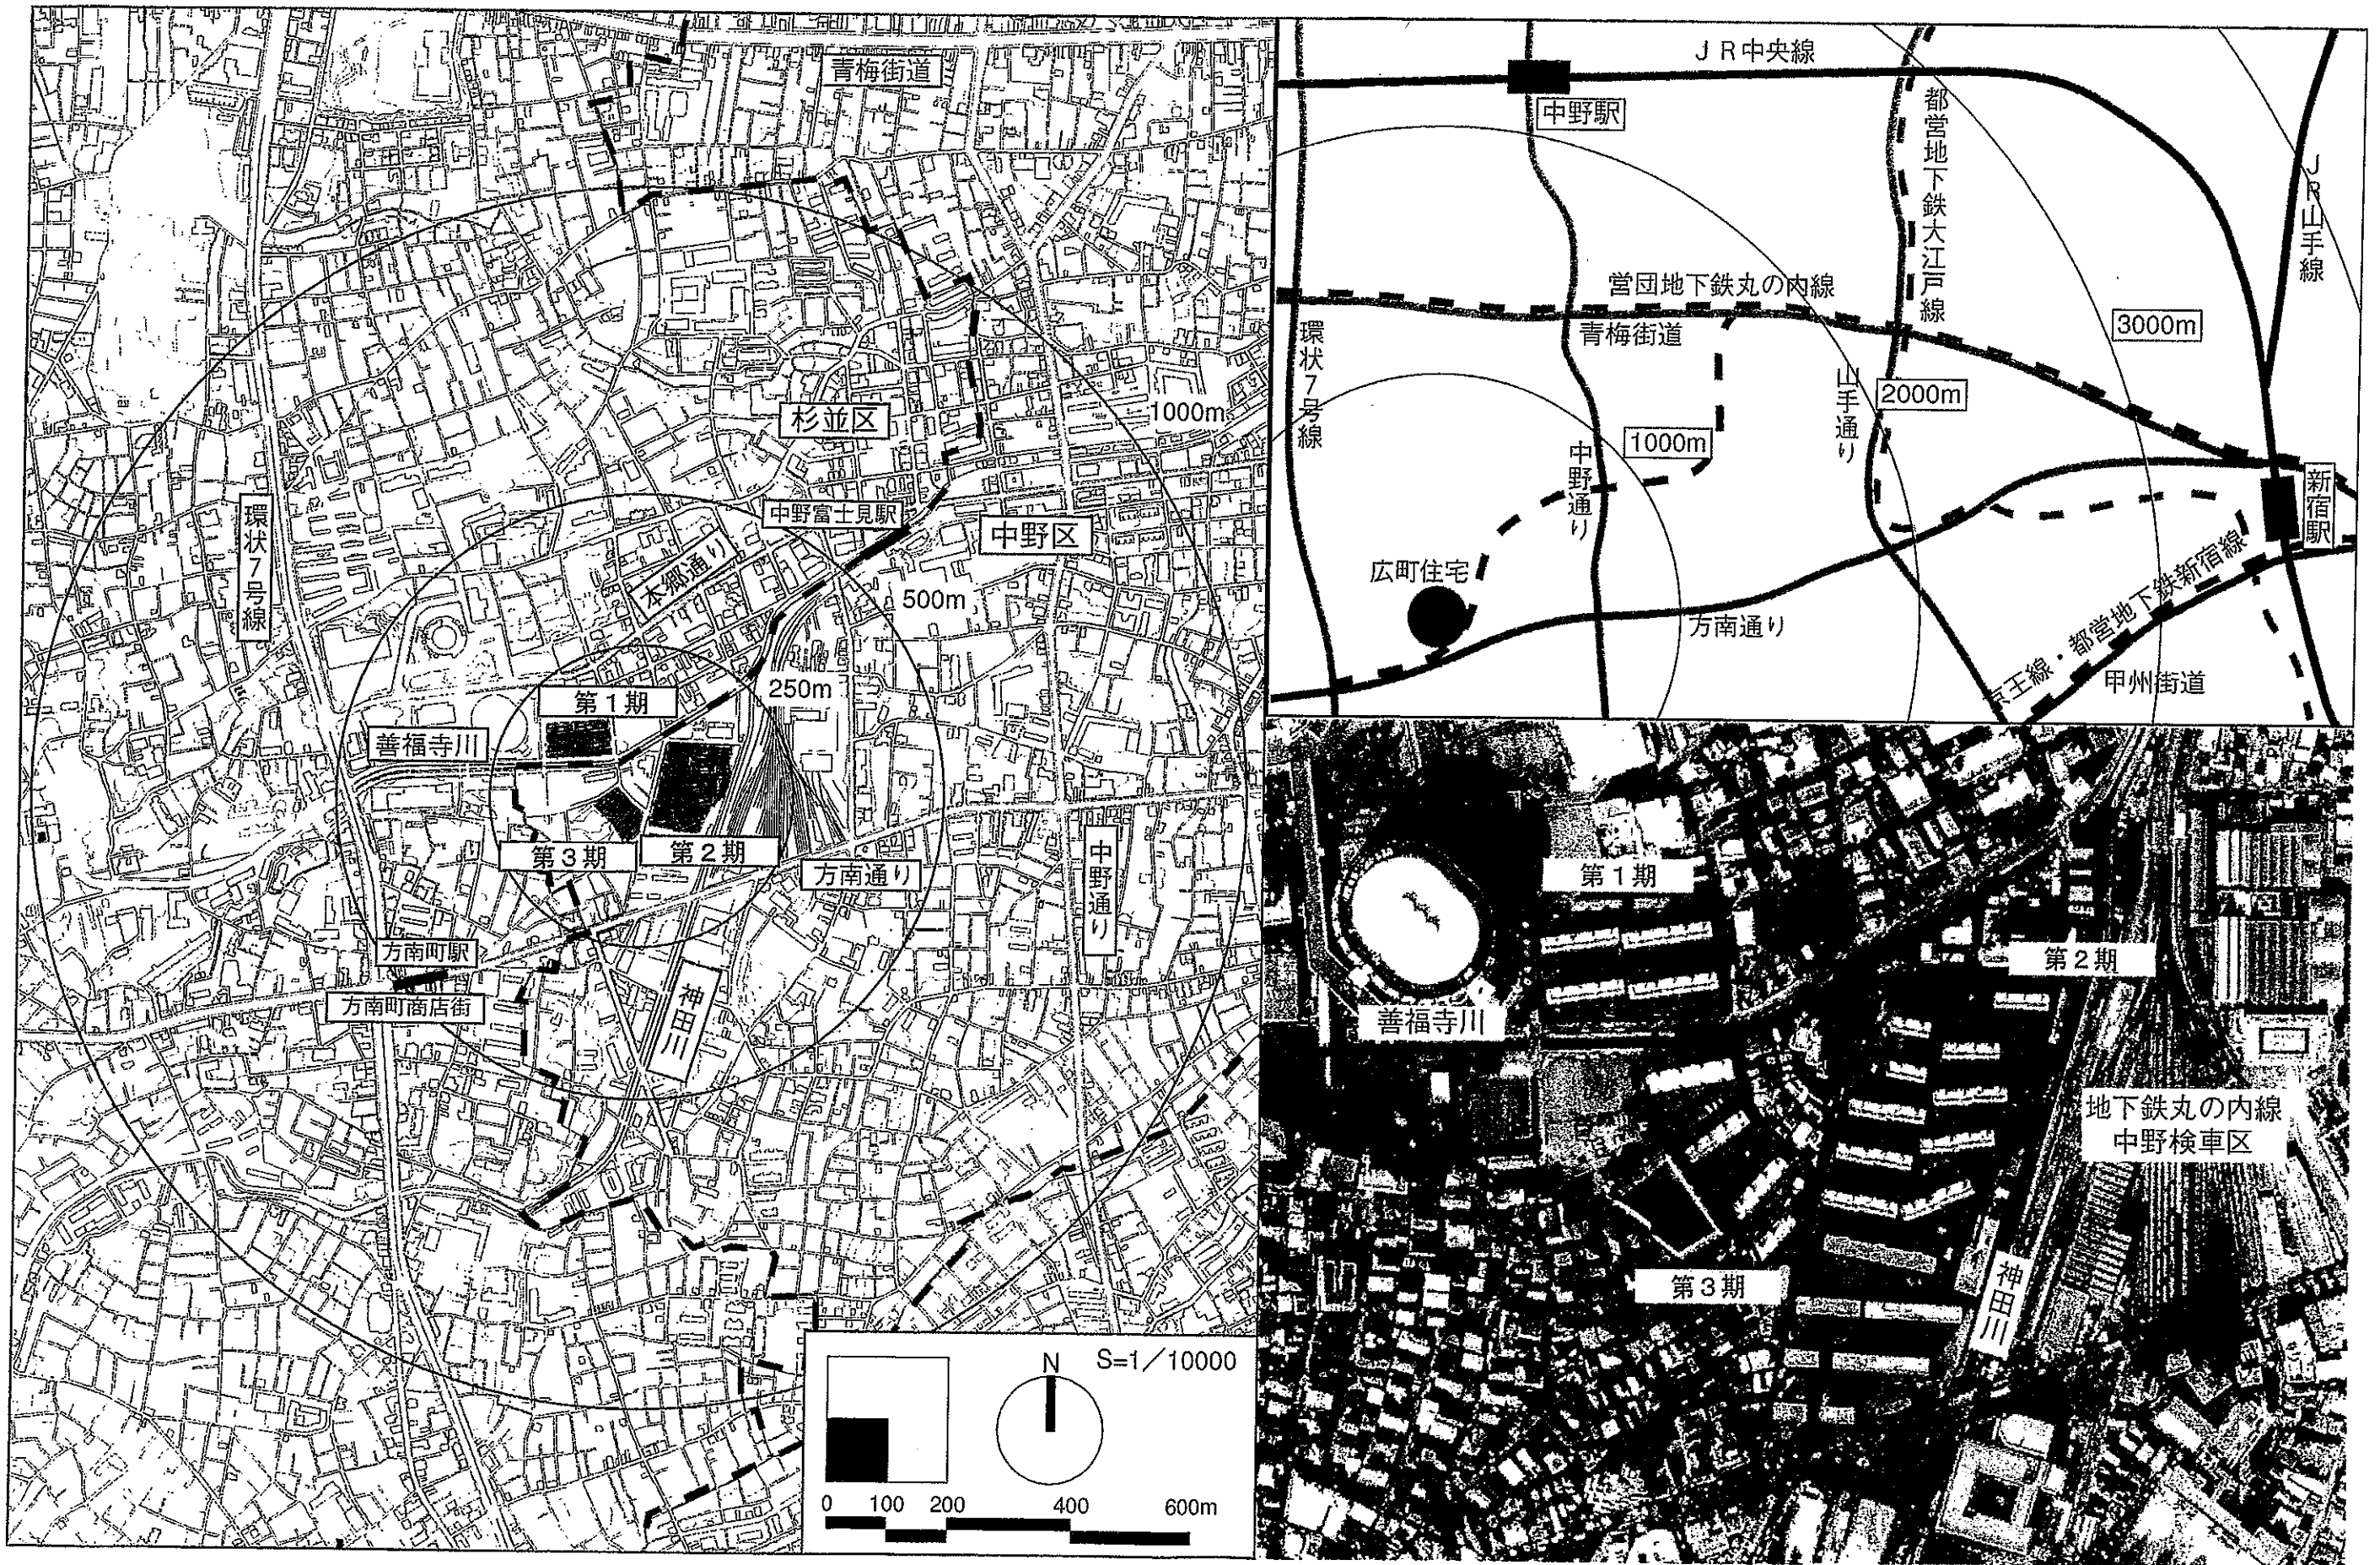 青梅街道
杉並区
1000m
環状7号線
中野富士見駅
中野区
本郷通り
500m
250m
第1期
善福寺川
第3期
第2期
方南通り
中野通り
方南町駅
方南町商店街
神田川
N
S=1／10000
0 100 200 400 600m
JR中央線
中野駅
都営地下鉄大江戸線
JR山手線
営団地下鉄丸の内線
青梅街道
3000m
環状7号線
山手通り
2000m
1000m
中野通り
新宿駅
広町住宅
方南通り
京王線・都営地下鉄新宿線
甲州街道
第1期
第2期
善福寺川
地下鉄丸の内線
中野検車区
第3期
神田川